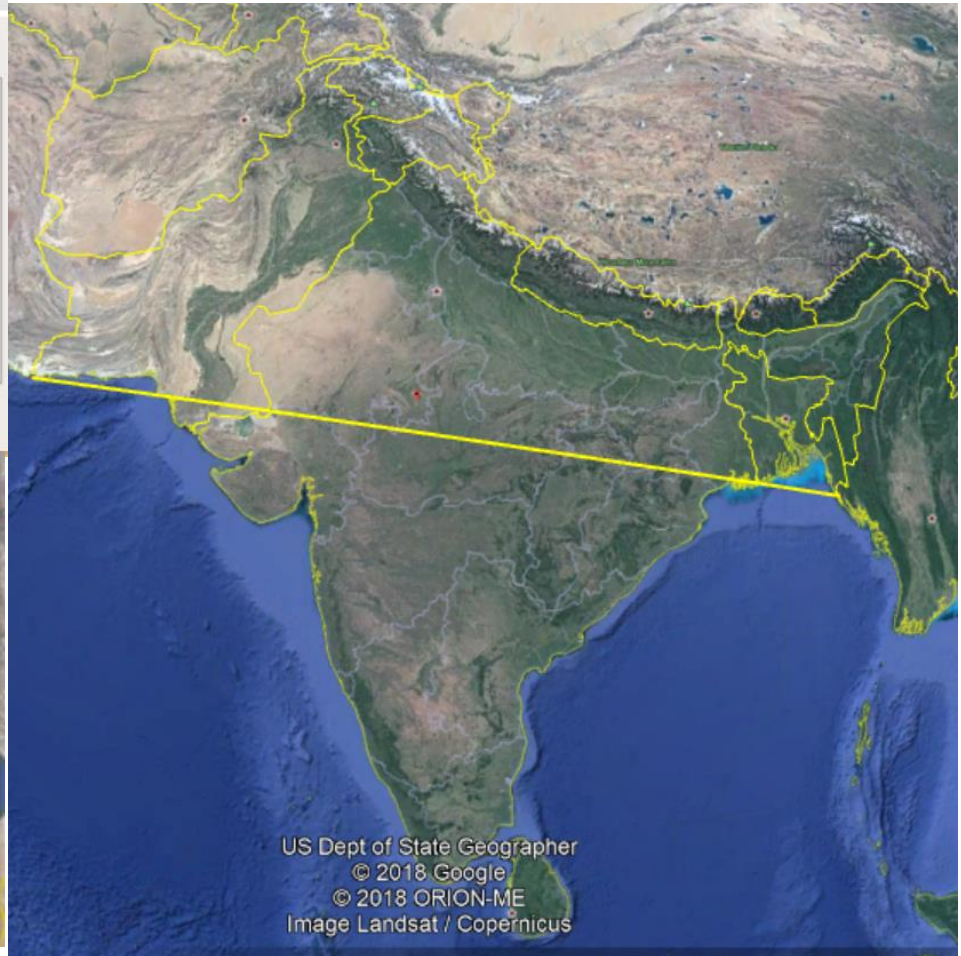 US Dept of State Geographer
© 2018 Google
© 2018 ORION-ME
Image Landsat / Copernicus